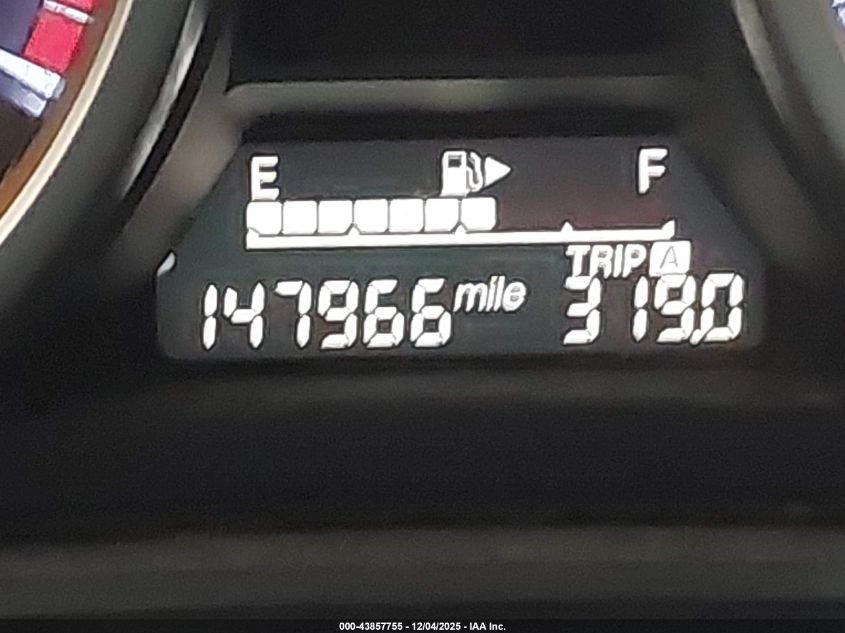 E F
TRIP A
147966 mile 319.0
000-43857755 - 12/04/2025 - IAA Inc.